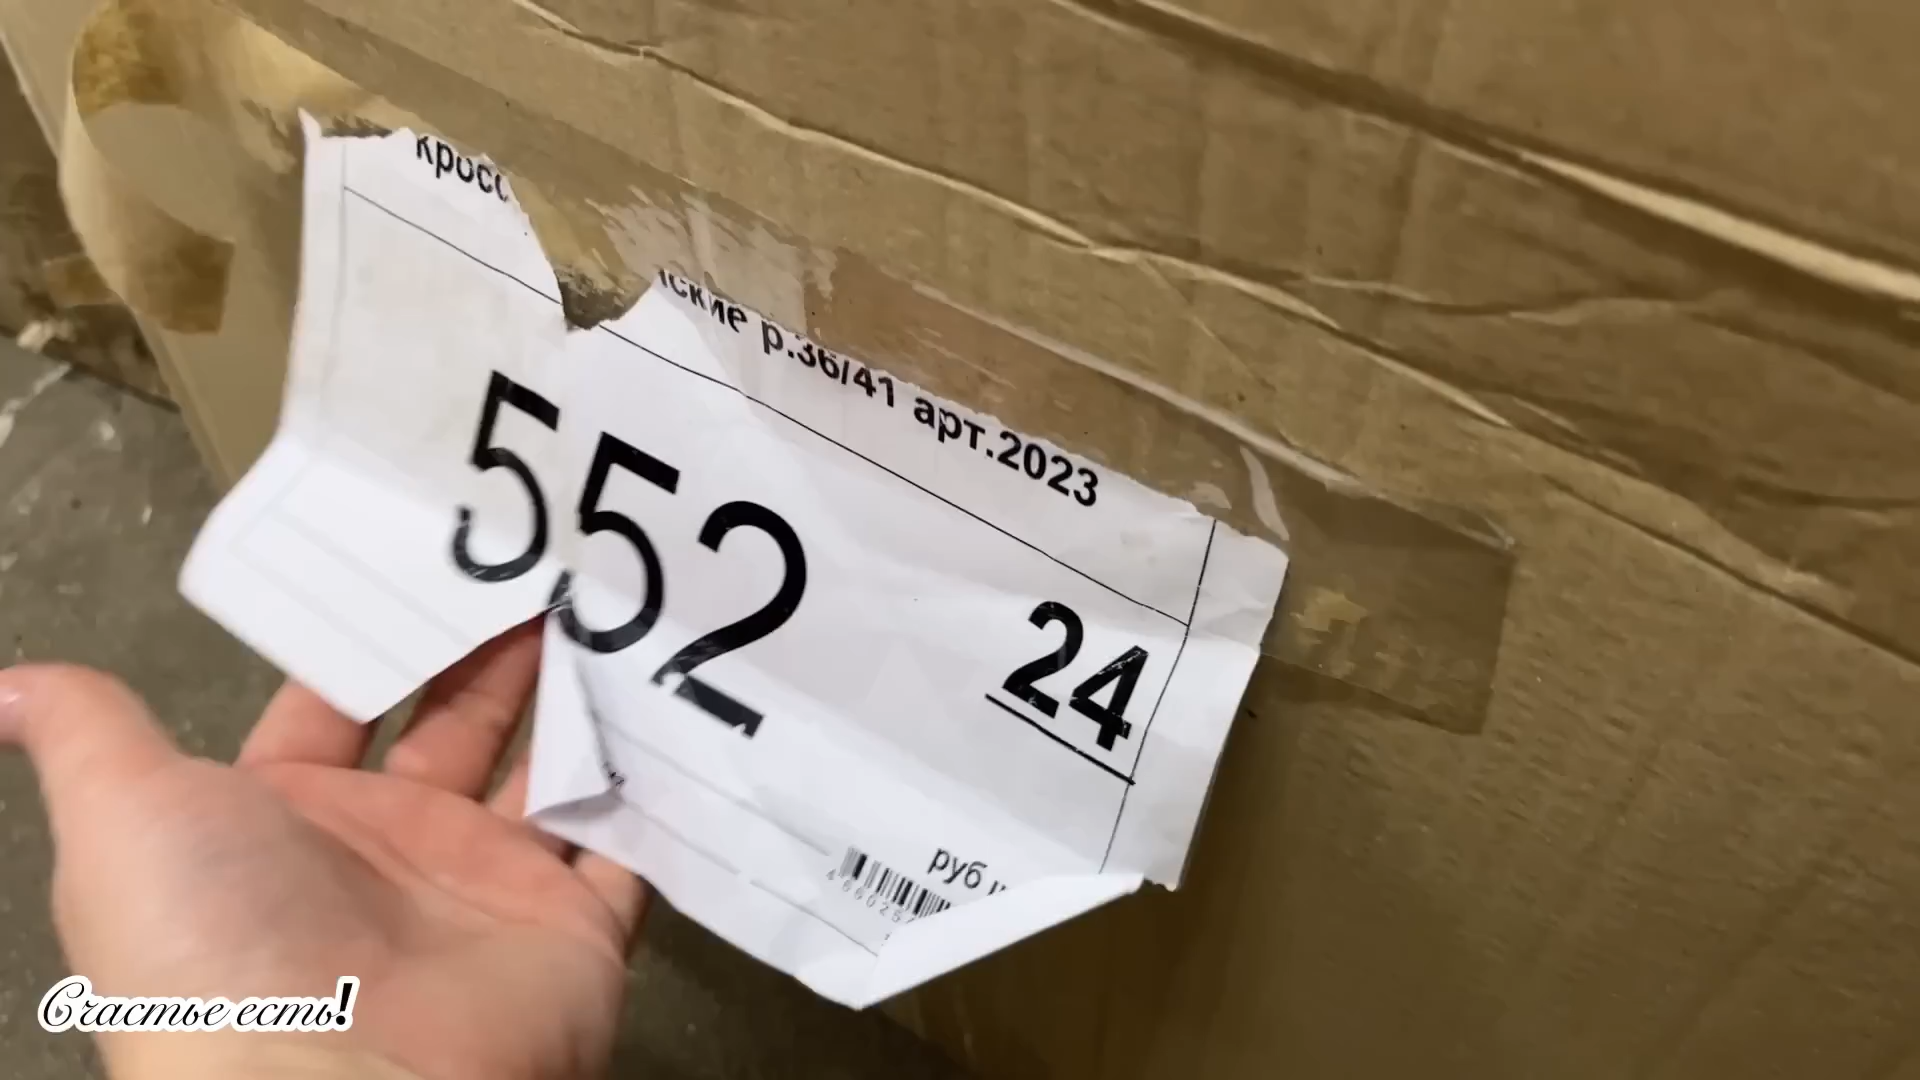 кросс
ские р.36/41 арт.2023
552 24
руб
Счастье есть!